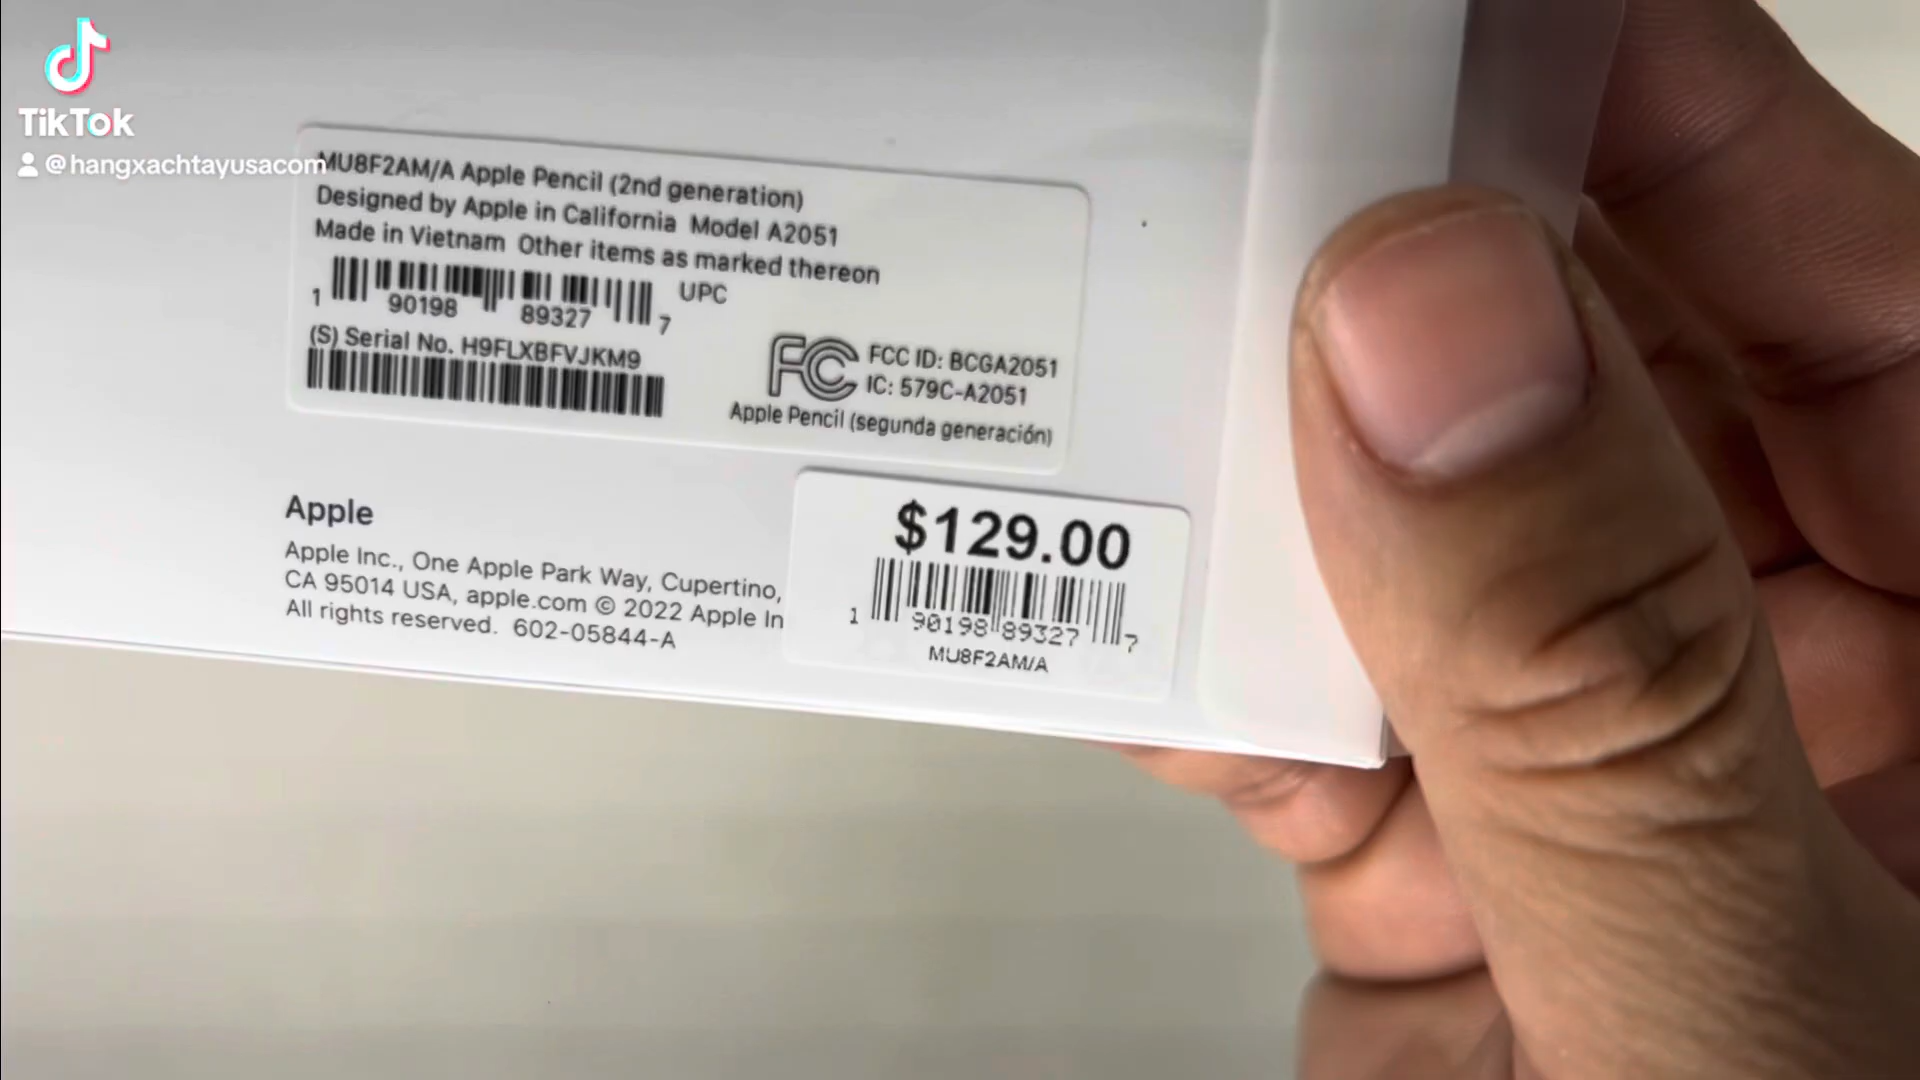 TikTok
@hangxachtayusacom
MU8F2AM/A Apple Pencil (2nd generation)
Designed by Apple in California Model A2051
Made in Vietnam Other items as marked thereon
1 90198 89327 7 UPC
(S) Serial No. H9FLXBFVJKM9
FCC ID: BCGA2051
IC: 579C-A2051
Apple Pencil (segunda generación)
Apple
Apple Inc., One Apple Park Way, Cupertino,
CA 95014 USA, apple.com © 2022 Apple In
All rights reserved. 602-05844-A
$129.00
1 90198 89327 7
MU8F2AM/A